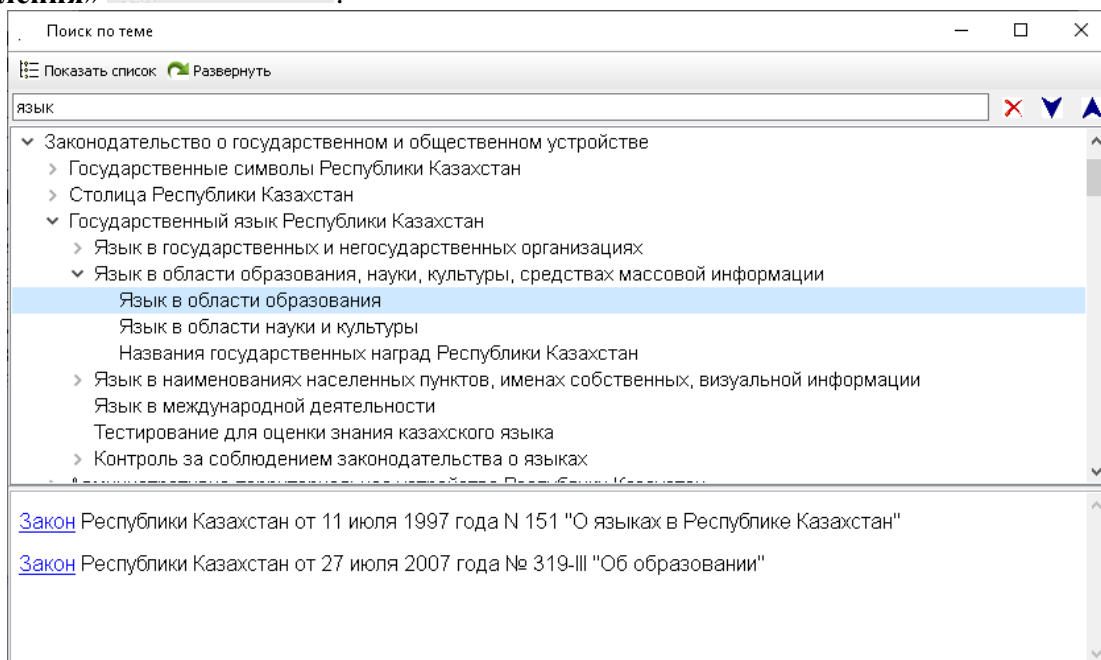 Поиск по теме
Показать список Развернуть
язык
Законодательство о государственном и общественном устройстве
Государственные символы Республики Казахстан
Столица Республики Казахстан
Государственный язык Республики Казахстан
Язык в государственных и негосударственных организациях
Язык в области образования, науки, культуры, средствах массовой информации
Язык в области образования
Язык в области науки и культуры
Названия государственных наград Республики Казахстан
Язык в наименованиях населенных пунктов, именах собственных, визуальной информации
Язык в международной деятельности
Тестирование для оценки знания казахского языка
Контроль за соблюдением законодательства о языках
Закон Республики Казахстан от 11 июля 1997 года N 151 "О языках в Республике Казахстан"
Закон Республики Казахстан от 27 июля 2007 года № 319-III "Об образовании"